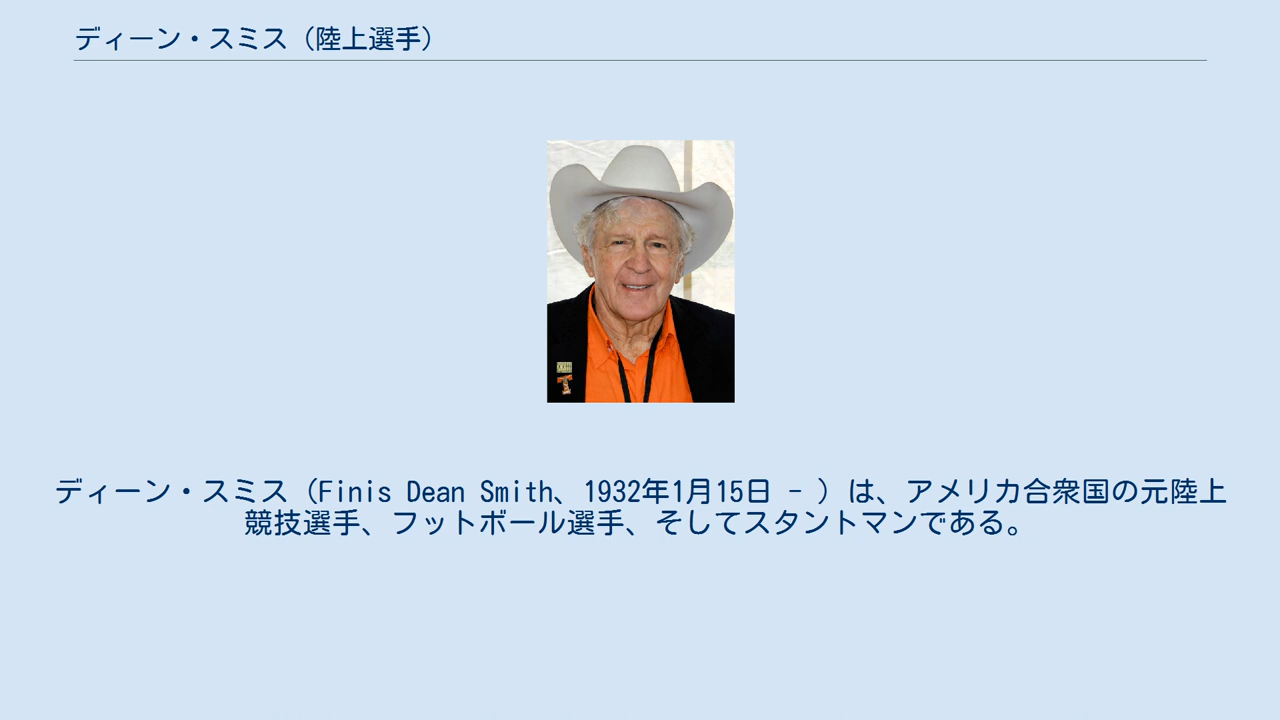 ディーン・スミス（陸上選手）
ディーン・スミス（Finis Dean Smith、1932年1月15日 - ）は、アメリカ合衆国の元陸上
競技選手、フットボール選手、そしてスタントマンである。